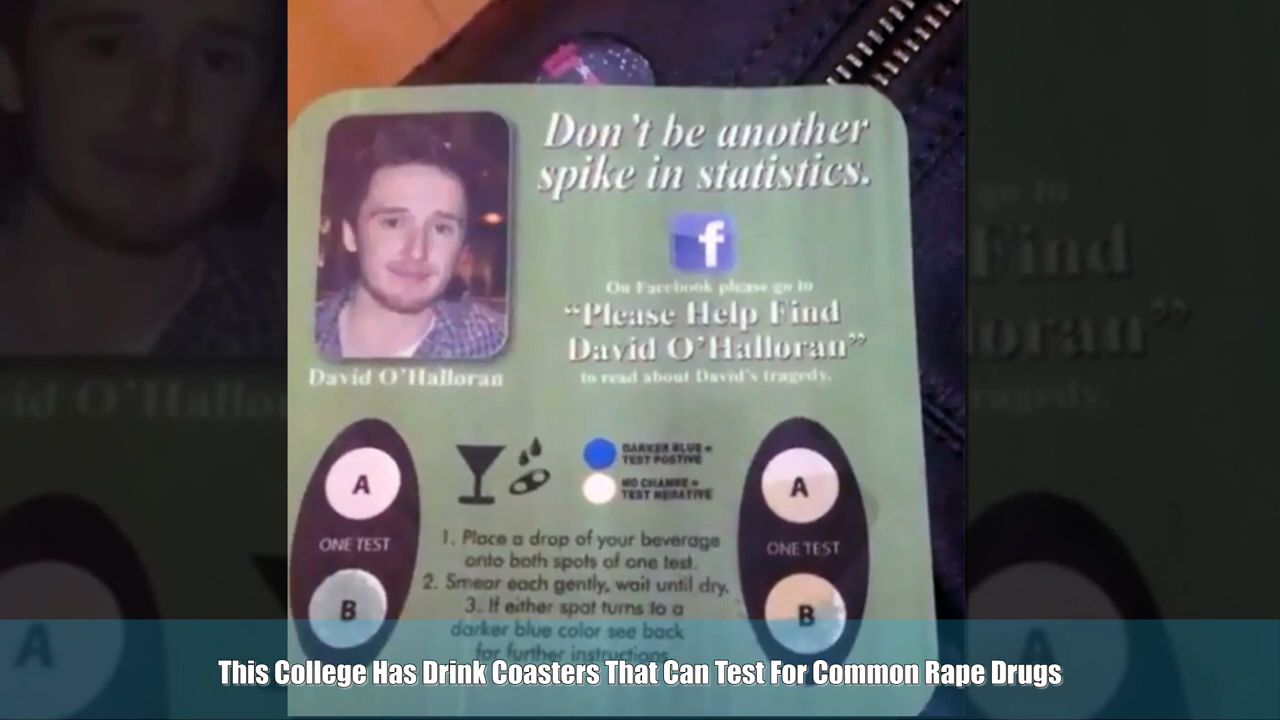 Don't be another
spike in statistics.
f
On Facebook please go to
“Please Help Find
David O’Halloran”
to read about David's tragedy.
David O’Halloran
A
ONE TEST
B
DARKER BLUE =
TEST POSTIVE
NO CHANGE =
TEST NEGATIVE
1. Place a drop of your beverage
onto both spots of one test.
2. Smear each gently, wait until dry.
3. If either spot turns to a
darker blue color see back
for further instructions.
A
ONE TEST
B
This College Has Drink Coasters That Can Test For Common Rape Drugs